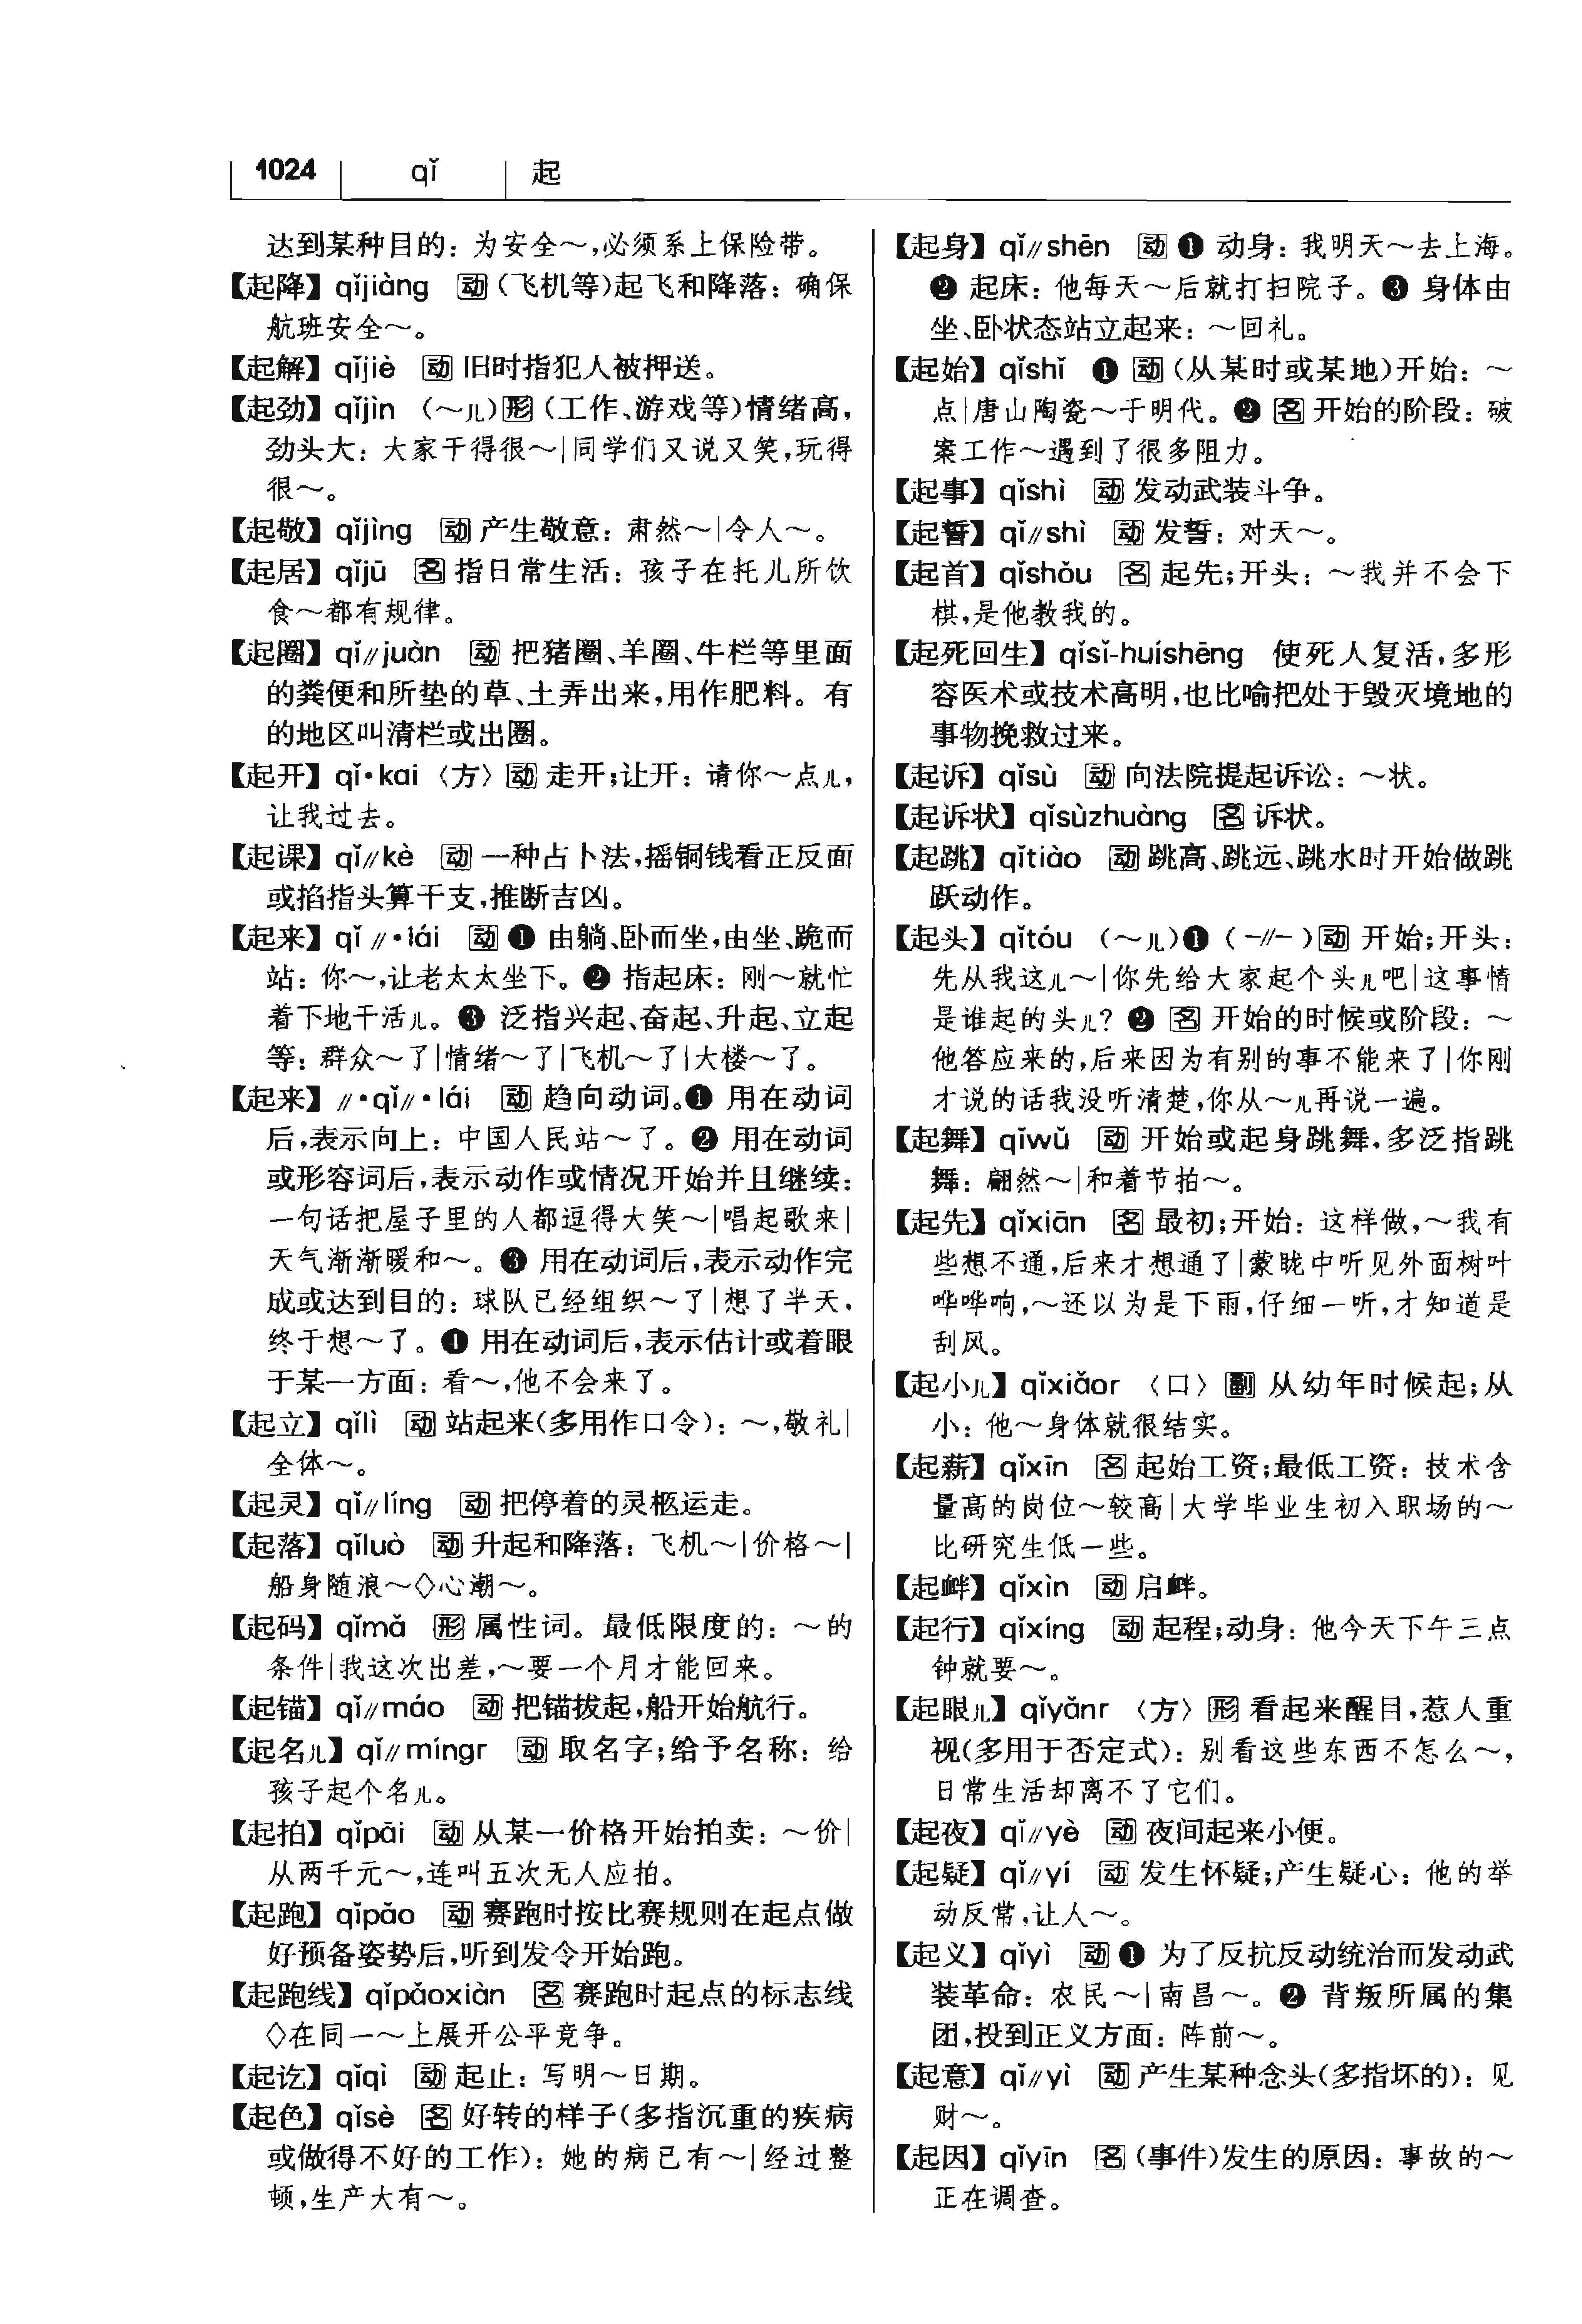 1024 qǐ 起
达到某种目的：为安全～，必须系上保险带。
【起降】qǐjiàng 动（飞机等）起飞和降落：确保
航班安全～。
【起解】qǐjiè 动 旧时指犯人被押送。
【起劲】qǐjìn （～儿）形（工作、游戏等）情绪高，
劲头大：大家干得很～|同学们又说又笑，玩得
很～。
【起敬】qǐjìng 动 产生敬意：肃然～|令人～。
【起居】qǐjū 名 指日常生活：孩子在托儿所饮
食～都有规律。
【起圈】qǐ∥juàn 动 把猪圈、羊圈、牛栏等里面
的粪便和所垫的草、土弄出来，用作肥料。有
的地区叫清栏或出圈。
【起开】qǐ·kai 〈方〉动 走开；让开：请你～点儿，
让我过去。
【起课】qǐ∥kè 动 一种占卜法，摇铜钱看正反面
或掐指头算干支，推断吉凶。
【起来】qǐ∥·lái 动 ❶ 由躺、卧而坐，由坐、跪而
站：你～，让老太太坐下。❷ 指起床：刚～就忙
着下地干活儿。❸ 泛指兴起、奋起、升起、立起
等：群众～了|情绪～了|飞机～了|大楼～了。
【起来】∥·qǐ∥·lái 动 趋向动词。❶ 用在动词
后，表示向上：中国人民站～了。❷ 用在动词
或形容词后，表示动作或情况开始并且继续：
一句话把屋子里的人都逗得大笑～|唱起歌来|
天气渐渐暖和～。❸ 用在动词后，表示动作完
成或达到目的：球队已经组织～了|想了半天，
终于想～了。❹ 用在动词后，表示估计或着眼
于某一方面：看～，他不会来了。
【起立】qǐlì 动 站起来（多用作口令）：～，敬礼|
全体～。
【起灵】qǐ∥líng 动 把停着的灵柩运走。
【起落】qǐluò 动 升起和降落：飞机～|价格～|
船身随浪～◇心潮～。
【起码】qǐmǎ 形 属性词。最低限度的：～的
条件|我这次出差，～要一个月才能回来。
【起锚】qǐ∥máo 动 把锚拔起，船开始航行。
【起名儿】qǐ∥míngr 动 取名字；给予名称：给
孩子起个名儿。
【起拍】qǐpāi 动 从某一价格开始拍卖：～价|
从两千元～，连叫五次无人应拍。
【起跑】qǐpǎo 动 赛跑时按比赛规则在起点做
好预备姿势后，听到发令开始跑。
【起跑线】qǐpǎoxiàn 名 赛跑时起点的标志线
◇在同一～上展开公平竞争。
【起讫】qǐqì 动 起止：写明～日期。
【起色】qǐsè 名 好转的样子（多指沉重的疾病
或做得不好的工作）：她的病已有～|经过整
顿，生产大有～。
【起身】qǐ∥shēn 动 ❶ 动身：我明天～去上海。
❷ 起床：他每天～后就打扫院子。❸ 身体由
坐、卧状态站立起来：～回礼。
【起始】qǐshǐ ❶ 动（从某时或某地）开始：～
点|唐山陶瓷～于明代。❷ 名 开始的阶段：破
案工作～遇到了很多阻力。
【起事】qǐshì 动 发动武装斗争。
【起誓】qǐ∥shì 动 发誓：对天～。
【起首】qǐshǒu 名 起先；开头：～我并不会下
棋，是他教我的。
【起死回生】qǐsǐ-huíshēng 使死人复活，多形
容医术或技术高明，也比喻把处于毁灭境地的
事物挽救过来。
【起诉】qǐsù 动 向法院提起诉讼：～状。
【起诉状】qǐsùzhuàng 名 诉状。
【起跳】qǐtiào 动 跳高、跳远、跳水时开始做跳
跃动作。
【起头】qǐtóu （～儿）❶（-∥-）动 开始；开头：
先从我这儿～|你先给大家起个头儿吧|这事情
是谁起的头儿？❷ 名 开始的时候或阶段：～
他答应来的，后来因为有别的事不能来了|你刚
才说的话我没听清楚，你从～儿再说一遍。
【起舞】qǐwǔ 动 开始或起身跳舞，多泛指跳
舞：翩然～|和着节拍～。
【起先】qǐxiān 名 最初；开始：这样做，～我有
些想不通，后来才想通了|蒙眬中听见外面树叶
哗哗响，～还以为是下雨，仔细一听，才知道是
刮风。
【起小儿】qǐxiǎor 〈口〉副 从幼年时候起；从
小：他～身体就很结实。
【起薪】qǐxīn 名 起始工资；最低工资：技术含
量高的岗位～较高|大学毕业生初入职场的～
比研究生低一些。
【起衅】qǐxìn 动 启衅。
【起行】qǐxíng 动 起程；动身：他今天下午三点
钟就要～。
【起眼儿】qǐyǎnr 〈方〉形 看起来醒目，惹人重
视（多用于否定式）：别看这些东西不怎么～，
日常生活却离不了它们。
【起夜】qǐ∥yè 动 夜间起来小便。
【起疑】qǐ∥yí 动 发生怀疑；产生疑心：他的举
动反常，让人～。
【起义】qǐyì 动 ❶ 为了反抗反动统治而发动武
装革命：农民～|南昌～。❷ 背叛所属的集
团，投到正义方面：阵前～。
【起意】qǐ∥yì 动 产生某种念头（多指坏的）：见
财～。
【起因】qǐyīn 名（事件）发生的原因：事故的～
正在调查。